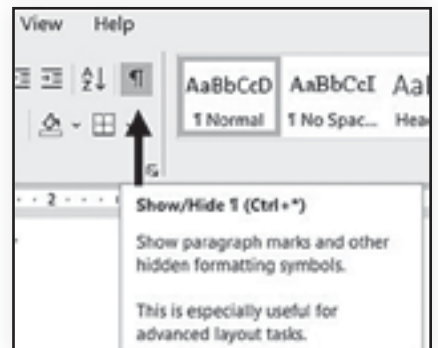 View Help
¶
AaBbCcD AaBbCcI Aal
¶ Normal ¶ No Spac... Hea
2
Show/Hide ¶ (Ctrl+*)
Show paragraph marks and other
hidden formatting symbols.
This is especially useful for
advanced layout tasks.